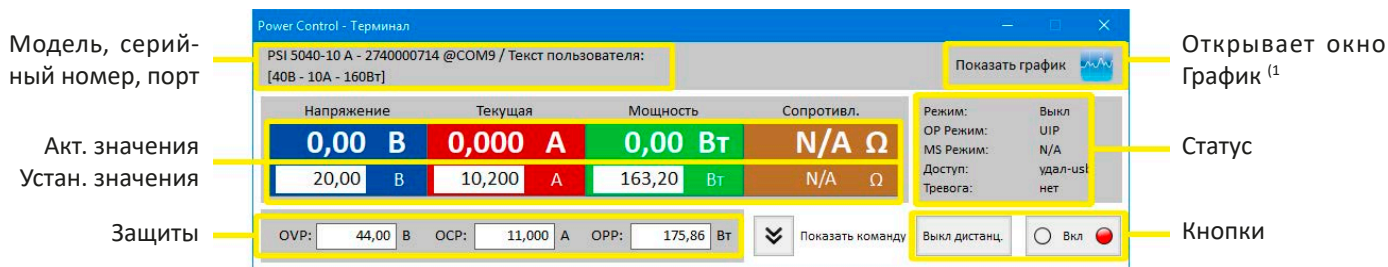 Power Control - Терминал
Модель, серий-
ный номер, порт
PSI 5040-10 A - 2740000714 @COM9 / Текст пользователя:
[40В - 10А - 160Вт]
Показать график
Открывает окно
График (1
Напряжение Текущая Мощность Сопротивл.
0,00 В 0,000 А 0,00 Вт N/A Ω
20,00 В 10,200 А 163,20 Вт N/A Ω
Акт. значения
Устан. значения
Режим: Выкл
OP Режим: UIP
MS Режим: N/A
Доступ: удал-usb
Тревога: нет
Статус
Защиты
OVP: 44,00 В OCP: 11,000 А OPP: 175,86 Вт
Показать команду
Выкл дистанц.
Вкл
Кнопки